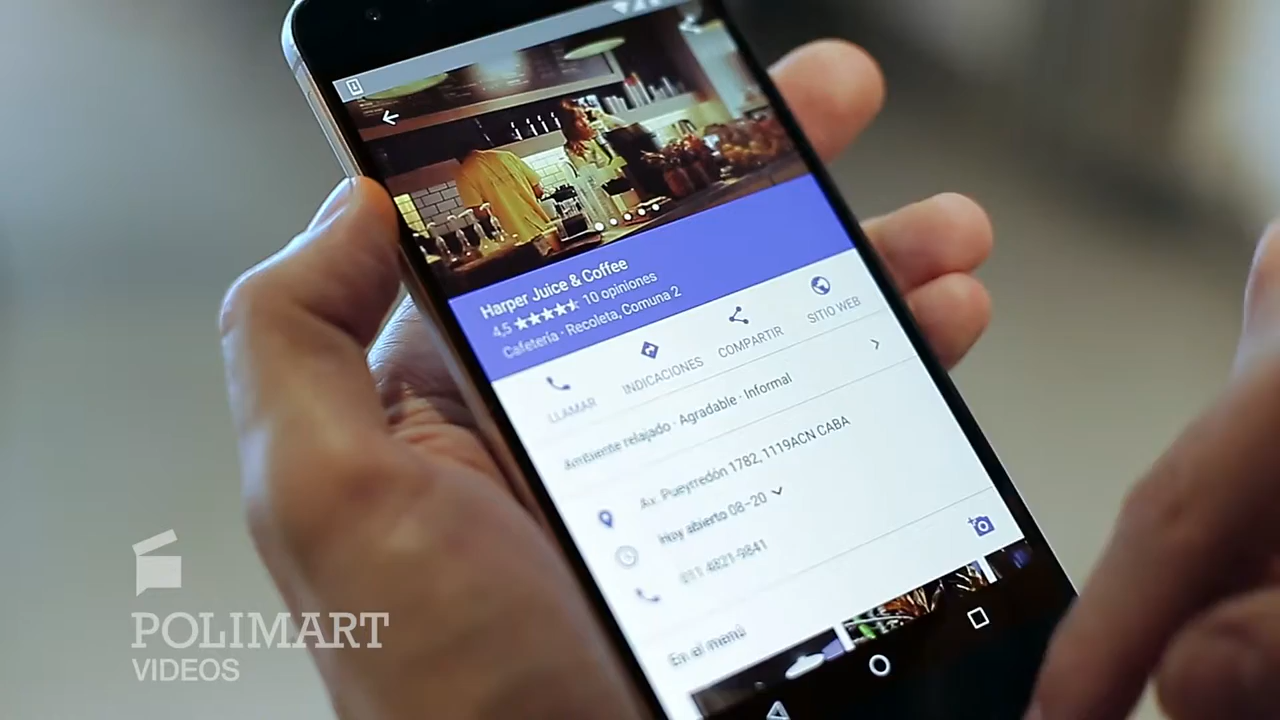 Harper Juice & Coffee
4,5 10 opiniones
Cafetería · Recoleta, Comuna 2
LLAMAR
INDICACIONES
COMPARTIR
SITIO WEB
Ambiente relajado · Agradable · Informal
Av. Pueyrredón 1782, 1119ACN CABA
Hoy abierto 08–20
011 4821-9841
En el menú
POLIMART
VIDEOS